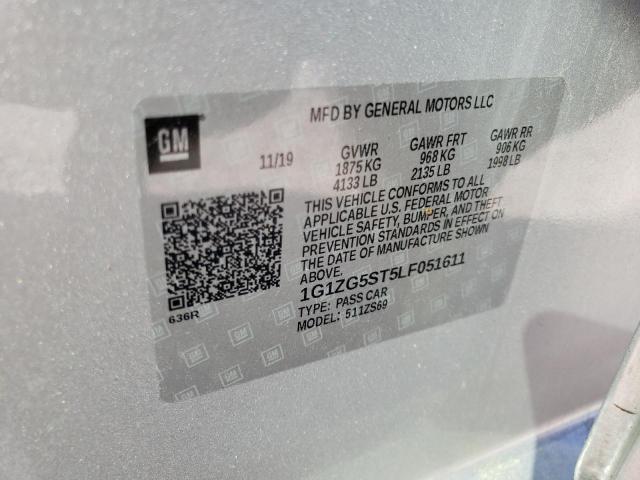 MFD BY GENERAL MOTORS LLC
GM
11/19
GVWR
1875 KG
4133 LB
GAWR FRT
968 KG
2135 LB
GAWR RR
906 KG
1998 LB
THIS VEHICLE CONFORMS TO ALL
APPLICABLE U.S. FEDERAL MOTOR
VEHICLE SAFETY, BUMPER, AND THEFT
PREVENTION STANDARDS IN EFFECT ON
THE DATE OF MANUFACTURE SHOWN
ABOVE.
1G1ZG5ST5LF051611
TYPE: PASS CAR
MODEL: 511ZS69
636R